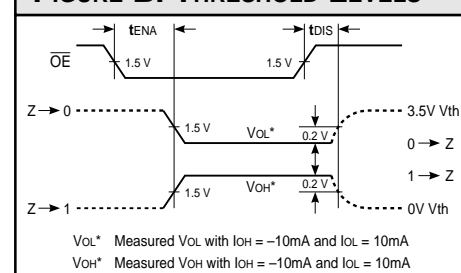 FIGURE B. THRESHOLD LEVELS
tENA tDIS
OE 1.5 V 1.5 V
Z → 0 1.5 V VOL* 0.2 V 3.5V Vth
0 → Z
1 → Z
Z → 1 1.5 V VOH* 0.2 V 0V Vth
VOL* Measured VOL with IOH = –10mA and IOL = 10mA
VOH* Measured VOH with IOH = –10mA and IOL = 10mA